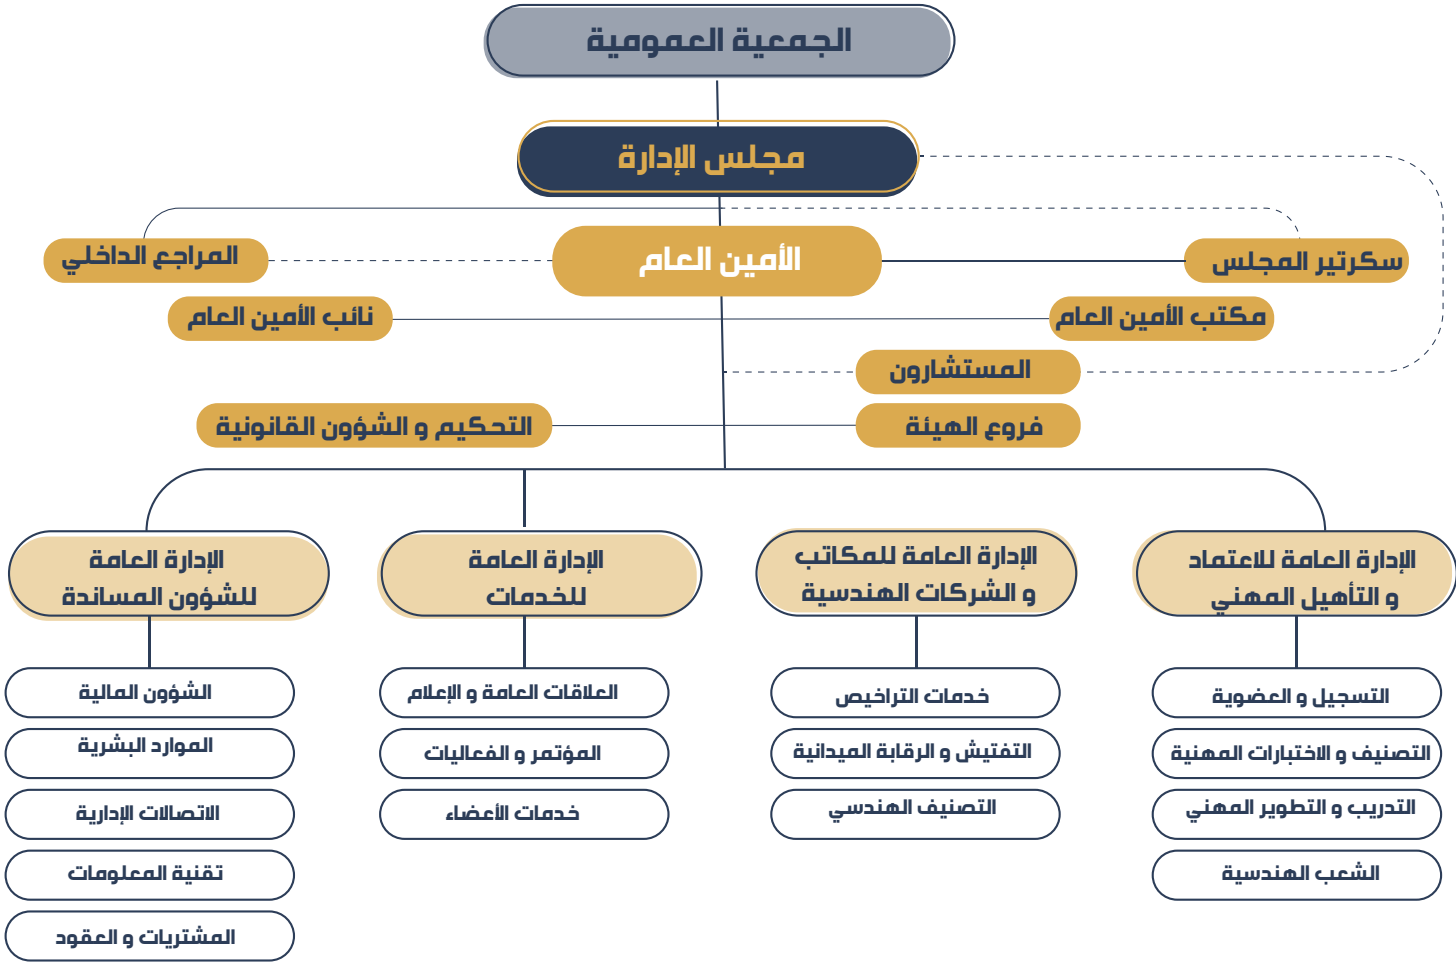 الجمعية العمومية
مجلس الإدارة
الأمين العام
سكرتير المجلس
المراجع الداخلي
مكتب الأمين العام
نائب الأمين العام
المستشارون
فروع الهيئة
التحكيم و الشؤون القانونية
الإدارة العامة للاعتماد
و التأهيل المهني
التسجيل و العضوية
التصنيف و الاختبارات المهنية
التدريب و التطوير المهني
الشعب الهندسية
الإدارة العامة للمكاتب
و الشركات الهندسية
خدمات التراخيص
التفتيش و الرقابة الميدانية
التصنيف الهندسي
الإدارة العامة
للخدمات
العلاقات العامة و الإعلام
المؤتمر و الفعاليات
خدمات الأعضاء
الإدارة العامة
للشؤون المساندة
الشؤون المالية
الموارد البشرية
الاتصالات الإدارية
تقنية المعلومات
المشتريات و العقود